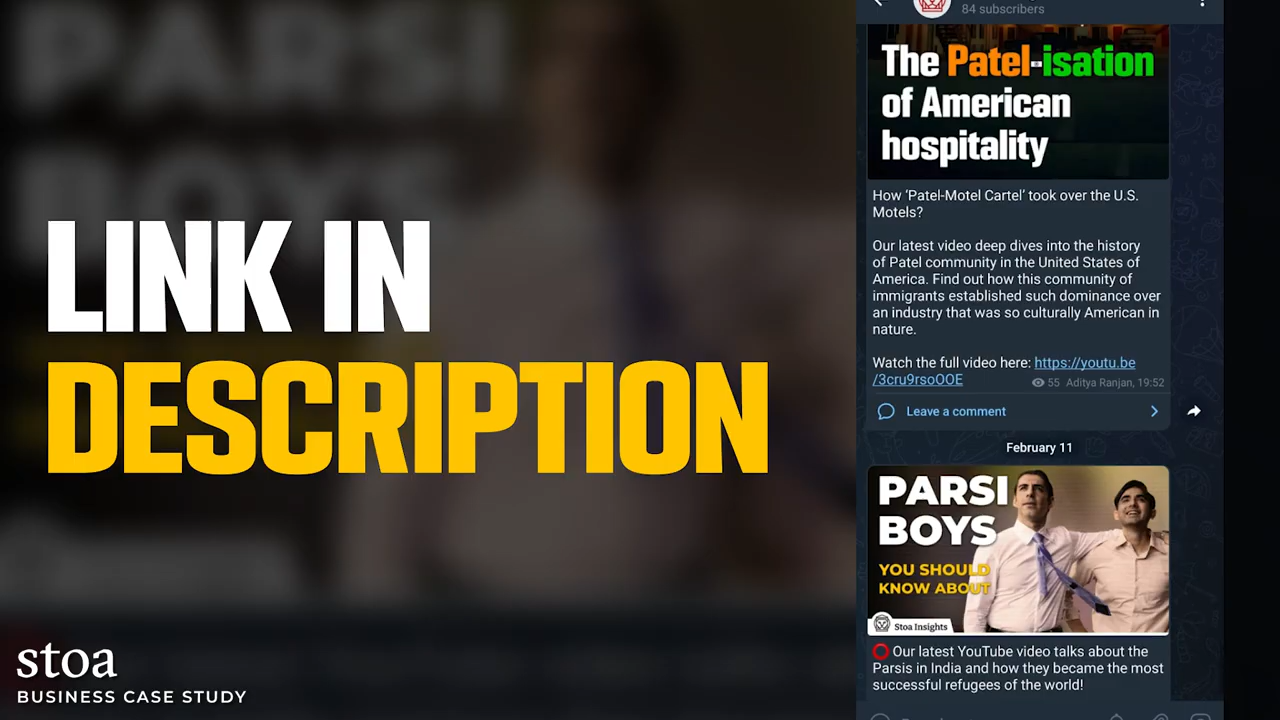 LINK IN
DESCRIPTION
stoa
BUSINESS CASE STUDY
84 subscribers
The Patel-isation
of American
hospitality
How ‘Patel-Motel Cartel’ took over the U.S.
Motels?
Our latest video deep dives into the history
of Patel community in the United States of
America. Find out how this community of
immigrants established such dominance over
an industry that was so culturally American in
nature.
Watch the full video here: https://youtu.be
/3cru9rsoOOE
55 Aditya Ranjan, 19:52
Leave a comment
February 11
PARSI
BOYS
YOU SHOULD
KNOW ABOUT
Stoa Insights
Our latest YouTube video talks about the
Parsis in India and how they became the most
successful refugees of the world!